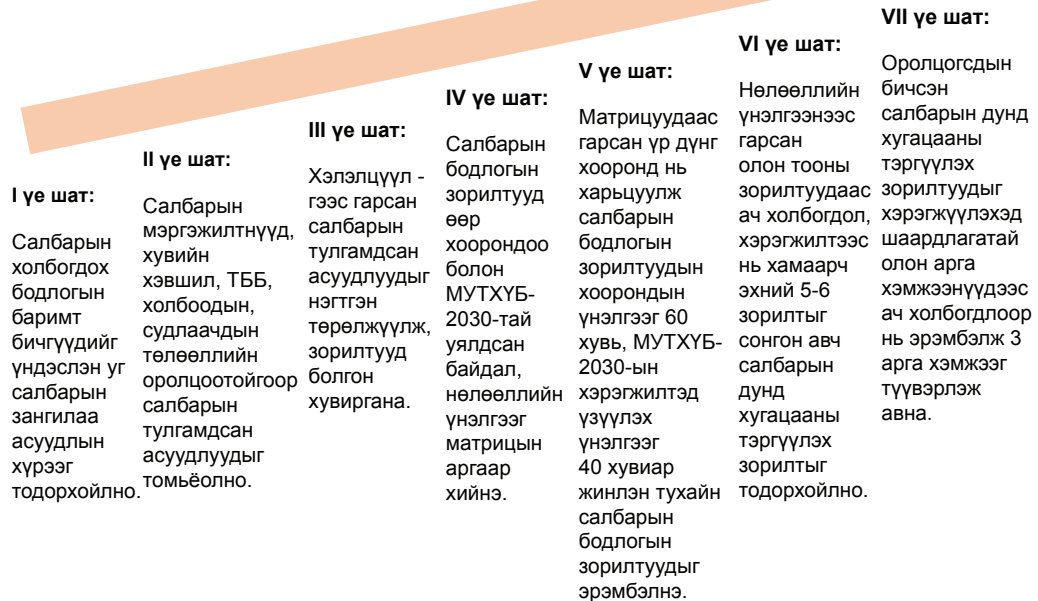 I үе шат:
Салбарын
холбогдох
бодлогын
баримт
бичгүүдийг
үндэслэн уг
салбарын
зангилаа
асуудлын
хүрээг
тодорхойлно.
II үе шат:
Салбарын
мэргэжилтнүүд,
хувийн
хэвшил, ТББ,
холбоодын,
судлаачдын
төлөөллийн
оролцоотойгоор
салбарын
тулгамдсан
асуудлуудыг
томьёолно.
III үе шат:
Хэлэлцүүл -
гээс гарсан
салбарын
тулгамдсан
асуудлуудыг
нэгтгэн
төрөлжүүлж,
зорилтууд
болгон
хувиргана.
IV үе шат:
Салбарын
бодлогын
зорилтууд
өөр
хоорондоо
болон
МУТХҮБ-
2030-тай
уялдсан
байдал,
нөлөөллийн
үнэлгээг
матрицын
аргаар
хийнэ.
V үе шат:
Матрицуудаас
гарсан үр дүнг
хооронд нь
харьцуулж
салбарын
бодлогын
зорилтуудын
хоорондын
үнэлгээг 60
хувь, МУТХҮБ-
2030-ын
хэрэгжилтэд
үзүүлэх
үнэлгээг
40 хувиар
жинлэн тухайн
салбарын
бодлогын
зорилтуудыг
эрэмбэлнэ.
VI үе шат:
Нөлөөллийн
үнэлгээнээс
гарсан
олон тооны
зорилтуудаас
ач холбогдол,
хэрэгжилтээс
нь хамаарч
эхний 5-6
зорилтыг
сонгон авч
салбарын
дунд
хугацааны
тэргүүлэх
зорилтыг
тодорхойлно.
VII үе шат:
Оролцогсдын
бичсэн
салбарын дунд
хугацааны
тэргүүлэх
зорилтуудыг
хэрэгжүүлэхэд
шаардлагатай
олон арга
хэмжээнүүдээс
ач холбогдлоор
нь эрэмбэлж 3
арга хэмжээг
түүвэрлэж
авна.